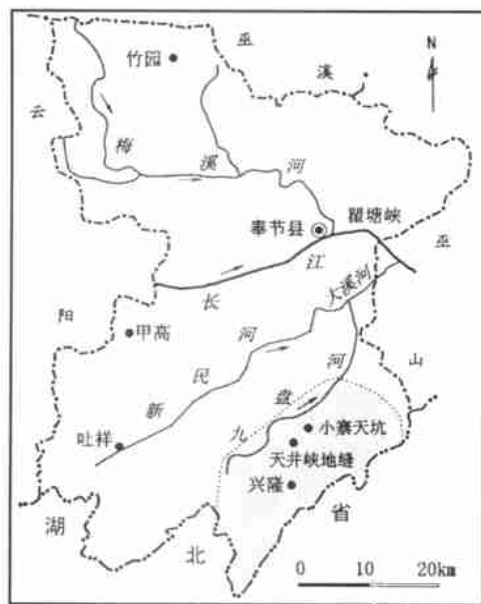 巫
N
竹园
溪
云
梅
溪
河
奉节县
瞿塘峡
巫
长
江
大溪河
阳
甲高
河
山
民
新
河
盘
九
小寨天坑
吐祥
天井峡地缝
兴隆
湖
省
北
0 10 20km